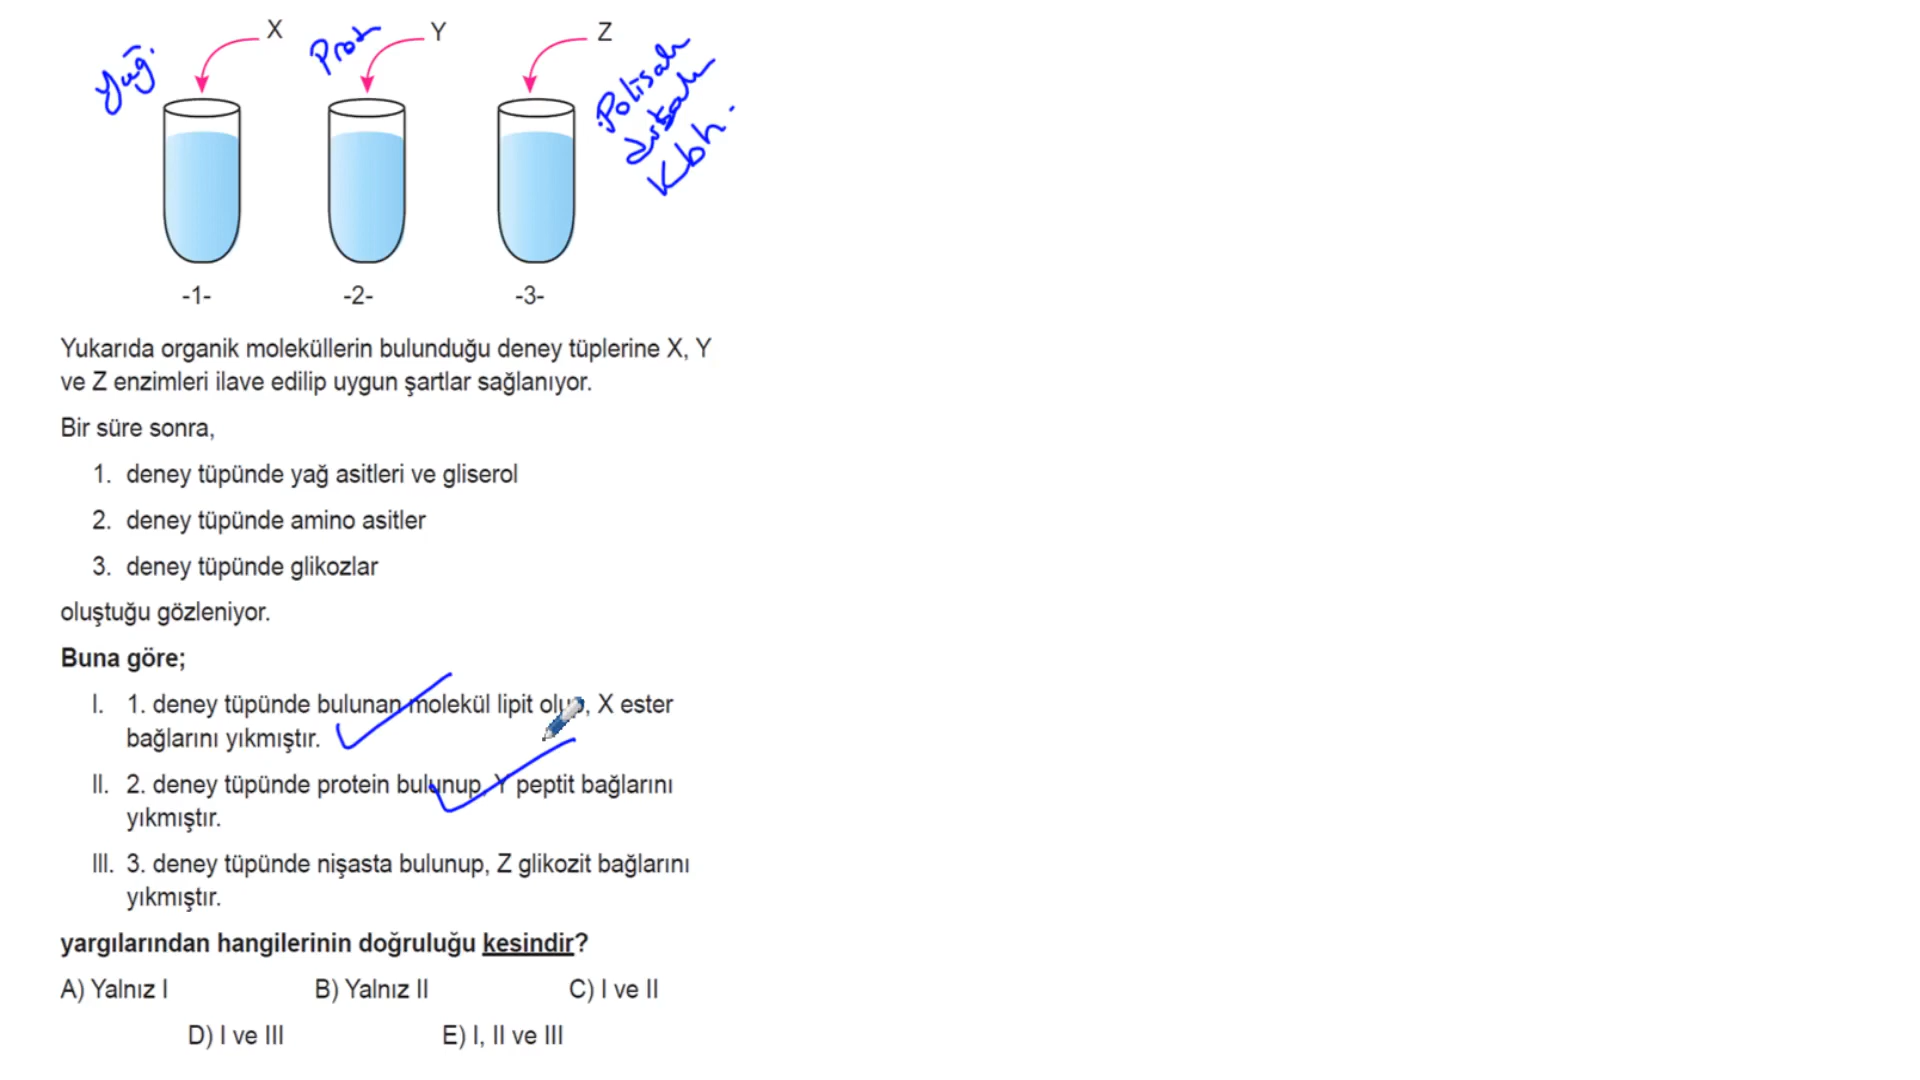 X
Y
Z
Yağ.
Prot
Polisak
disak
Kbh.
-1-
-2-
-3-
Yukarıda organik moleküllerin bulunduğu deney tüplerine X, Y
ve Z enzimleri ilave edilip uygun şartlar sağlanıyor.
Bir süre sonra,
1. deney tüpünde yağ asitleri ve gliserol
2. deney tüpünde amino asitler
3. deney tüpünde glikozlar
oluştuğu gözleniyor.
Buna göre;
I. 1. deney tüpünde bulunan molekül lipit olup, X ester
bağlarını yıkmıştır.
II. 2. deney tüpünde protein bulunup, Y peptit bağlarını
yıkmıştır.
III. 3. deney tüpünde nişasta bulunup, Z glikozit bağlarını
yıkmıştır.
yargılarından hangilerinin doğruluğu kesindir?
A) Yalnız I B) Yalnız II C) I ve II
D) I ve III E) I, II ve III